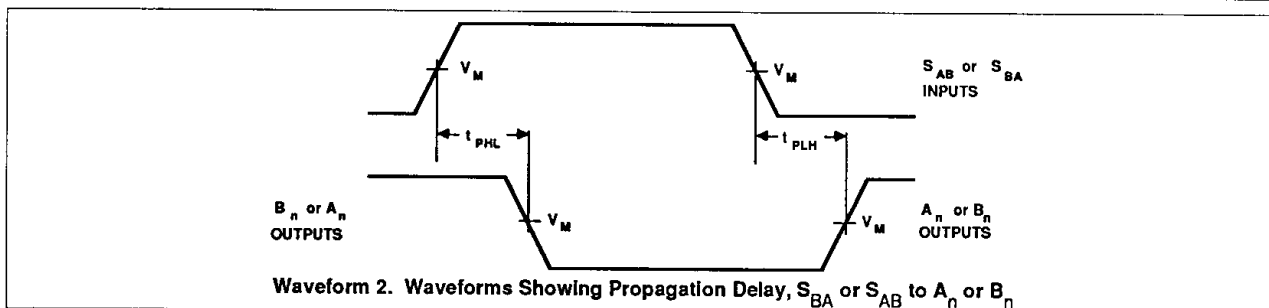 V_M
V_M
S_AB or S_BA
INPUTS
t_PHL
t_PLH
B_n or A_n
OUTPUTS
V_M
V_M
A_n or B_n
OUTPUTS
Waveform 2. Waveforms Showing Propagation Delay, S_BA or S_AB to A_n or B_n